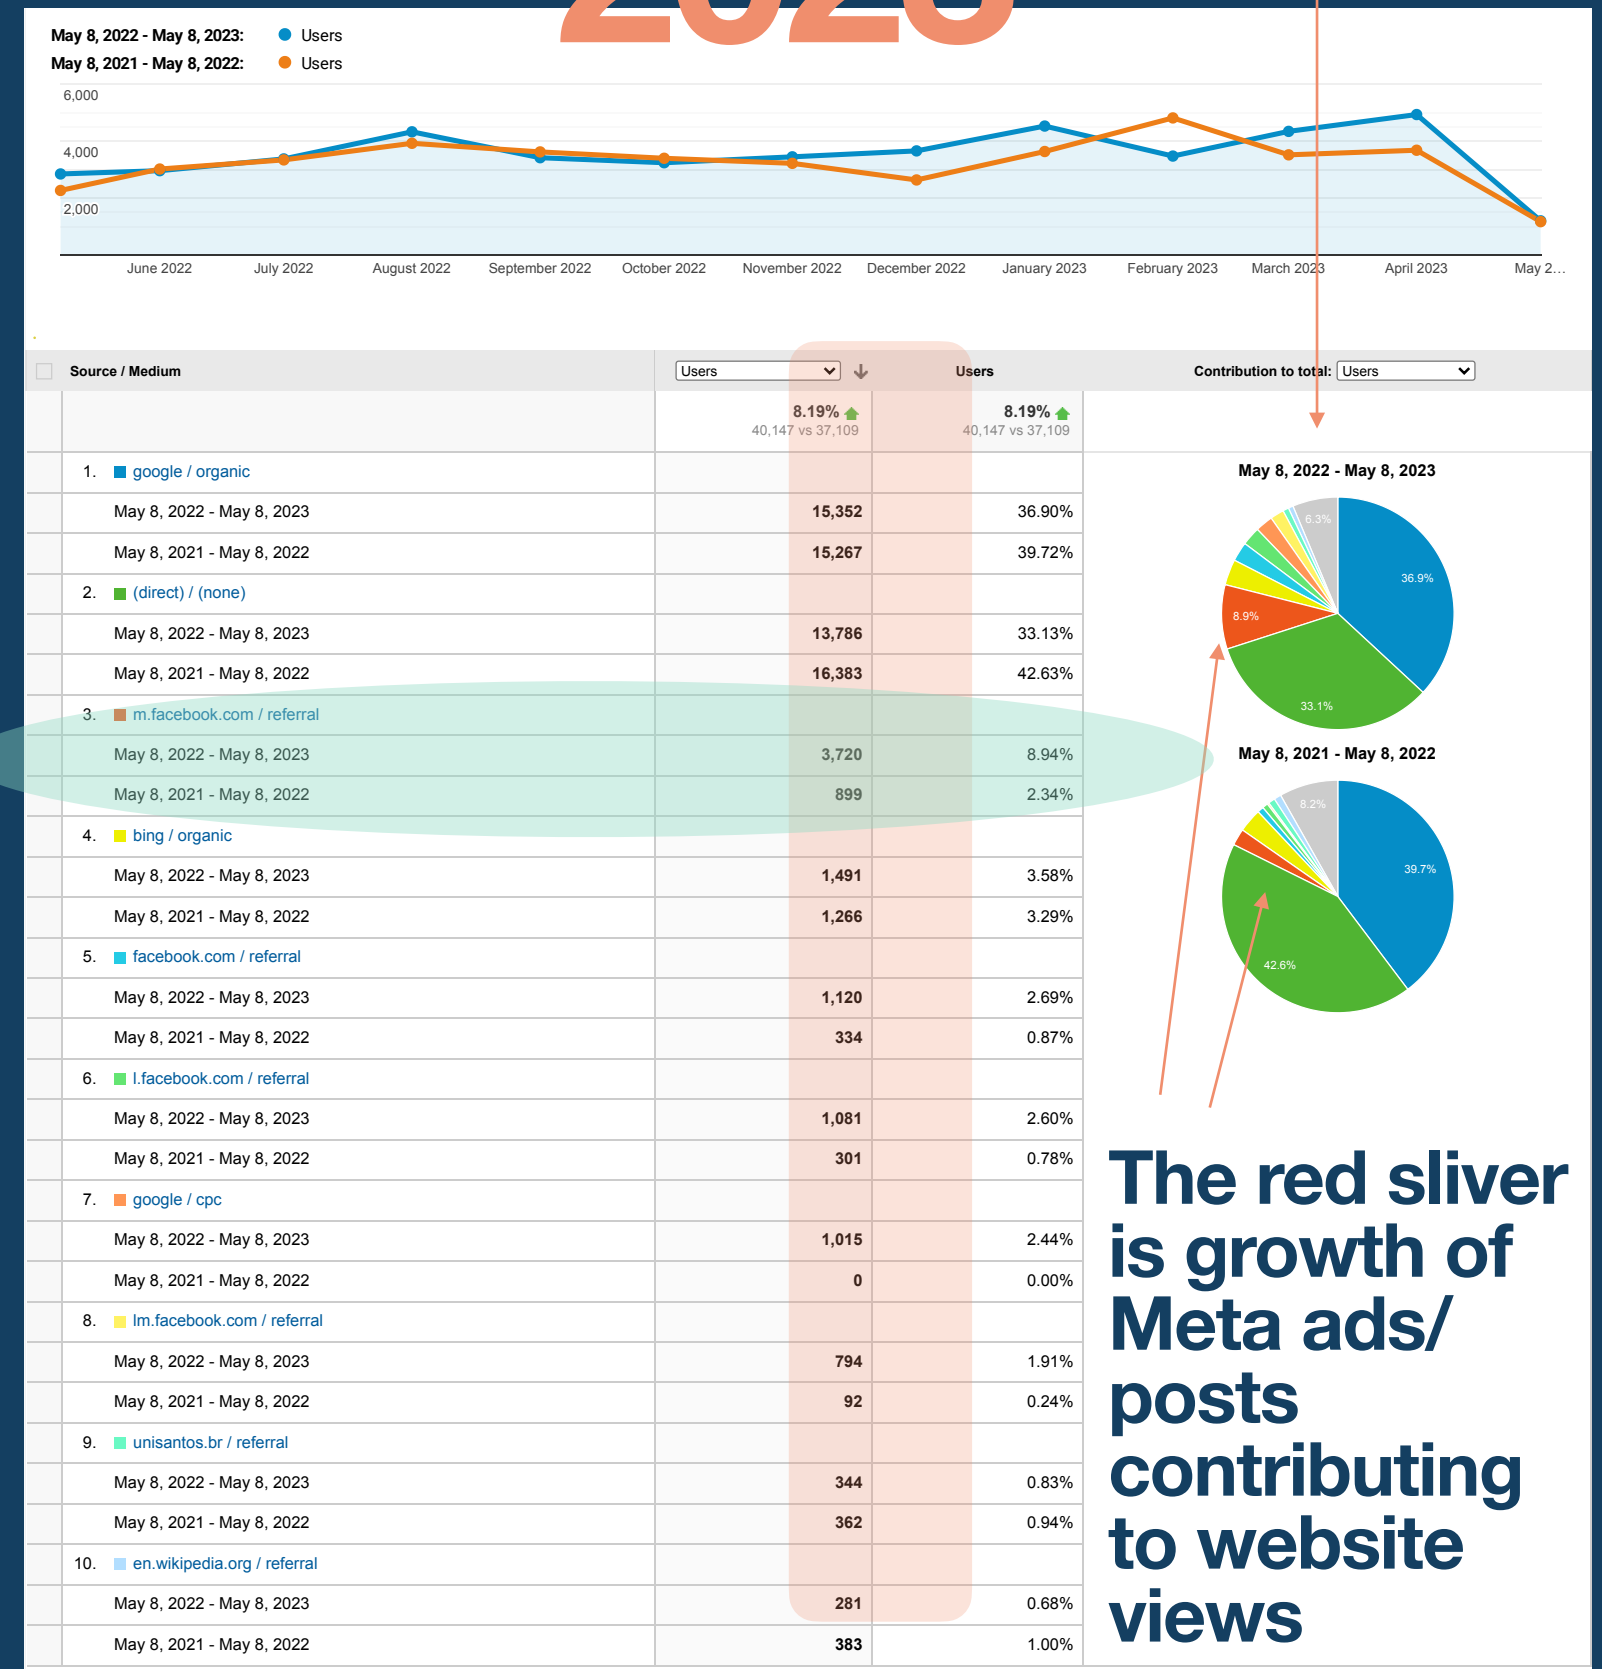 2023
May 8, 2022 - May 8, 2023: Users
May 8, 2021 - May 8, 2022: Users
6,000
4,000
2,000
June 2022 July 2022 August 2022 September 2022 October 2022 November 2022 December 2022 January 2023 February 2023 March 2023 April 2023 May 2...
Source / Medium Users Users Contribution to total: Users
8.19% 8.19%
40,147 vs 37,109 40,147 vs 37,109
1. google / organic
May 8, 2022 - May 8, 2023 15,352 36.90%
May 8, 2021 - May 8, 2022 15,267 39.72%
2. (direct) / (none)
May 8, 2022 - May 8, 2023 13,786 33.13%
May 8, 2021 - May 8, 2022 16,383 42.63%
3. m.facebook.com / referral
May 8, 2022 - May 8, 2023 3,720 8.94%
May 8, 2021 - May 8, 2022 899 2.34%
4. bing / organic
May 8, 2022 - May 8, 2023 1,491 3.58%
May 8, 2021 - May 8, 2022 1,266 3.29%
5. facebook.com / referral
May 8, 2022 - May 8, 2023 1,120 2.69%
May 8, 2021 - May 8, 2022 334 0.87%
6. l.facebook.com / referral
May 8, 2022 - May 8, 2023 1,081 2.60%
May 8, 2021 - May 8, 2022 301 0.78%
7. google / cpc
May 8, 2022 - May 8, 2023 1,015 2.44%
May 8, 2021 - May 8, 2022 0 0.00%
8. lm.facebook.com / referral
May 8, 2022 - May 8, 2023 794 1.91%
May 8, 2021 - May 8, 2022 92 0.24%
9. unisantos.br / referral
May 8, 2022 - May 8, 2023 344 0.83%
May 8, 2021 - May 8, 2022 362 0.94%
10. en.wikipedia.org / referral
May 8, 2022 - May 8, 2023 281 0.68%
May 8, 2021 - May 8, 2022 383 1.00%
May 8, 2022 - May 8, 2023
6.3%
36.9%
8.9%
33.1%
May 8, 2021 - May 8, 2022
8.2%
39.7%
42.6%
The red sliver
is growth of
Meta ads/
posts
contributing
to website
views